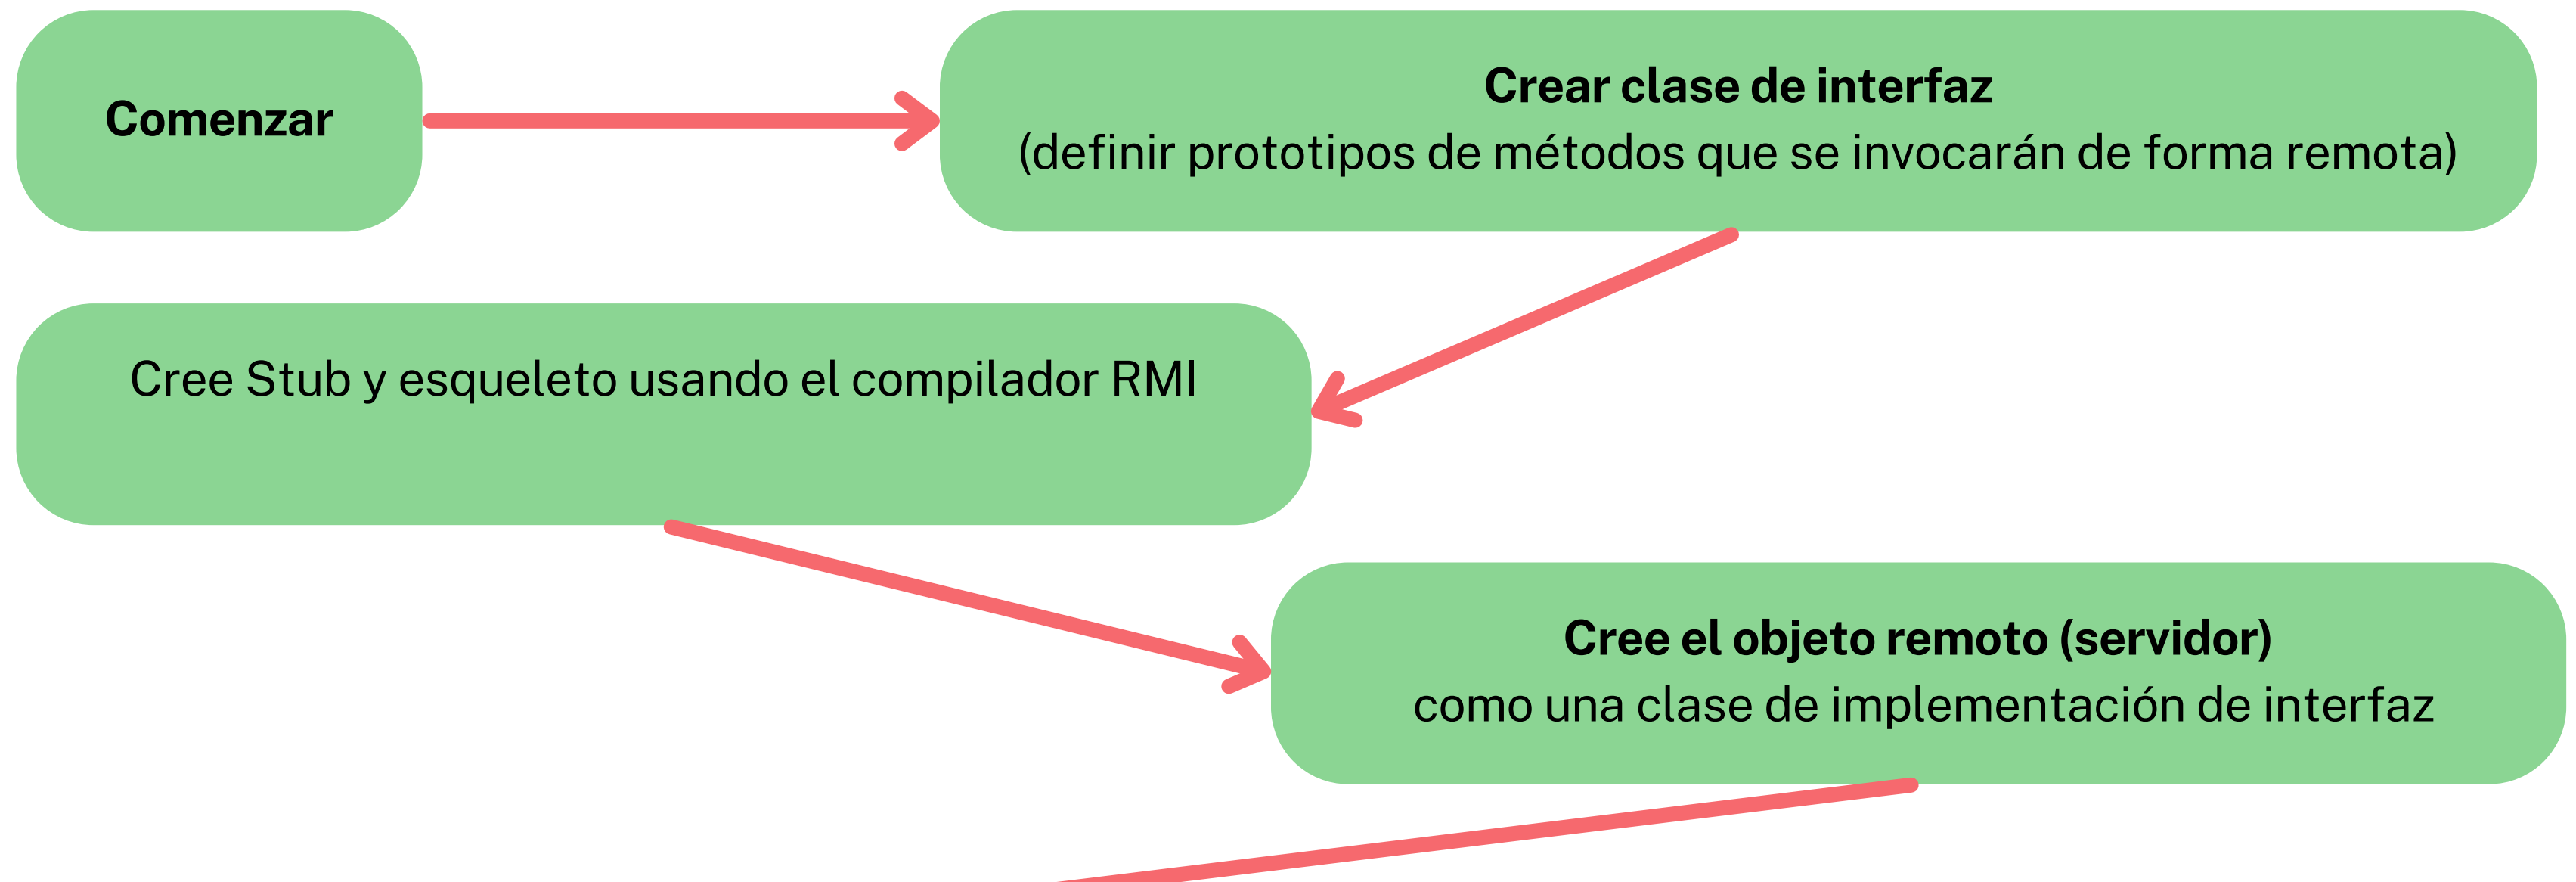 Comenzar
Crear clase de interfaz
(definir prototipos de métodos que se invocarán de forma remota)
Cree Stub y esqueleto usando el compilador RMI
Cree el objeto remoto (servidor)
como una clase de implementación de interfaz